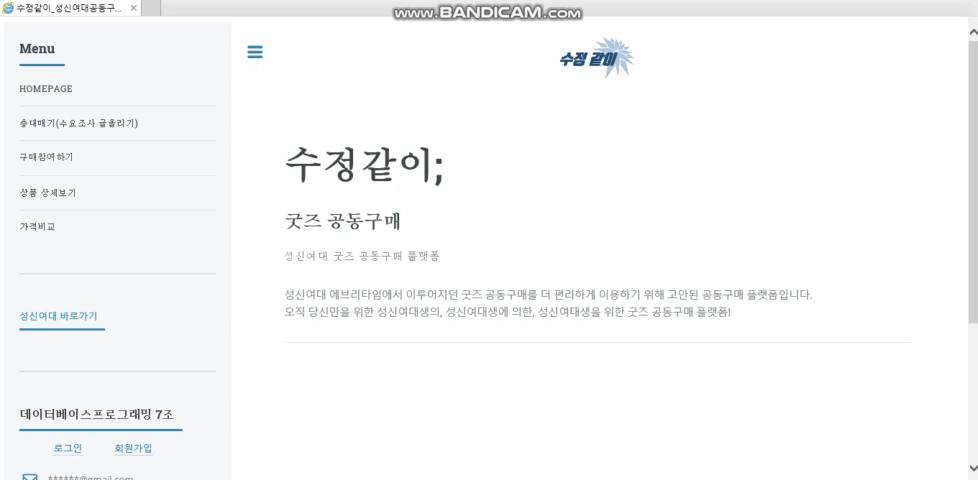 수정같이_성신여대공동구...
www.BANDICAM.com
Menu
수정 같이
HOMEPAGE
총대매기(수요조사 글올리기)
구매참여하기
상품 상세보기
가격비교
성신여대 바로가기
데이터베이스프로그래밍 7조
로그인 회원가입
******@gmail.com
수정같이;
굿즈 공동구매
성신여대 굿즈 공동구매 플랫폼
성신여대 에브리타임에서 이루어지던 굿즈 공동구매를 더 편리하게 이용하기 위해 고안된 공동구매 플랫폼입니다.
오직 당신만을 위한 성신여대생의, 성신여대생에 의한, 성신여대생을 위한 굿즈 공동구매 플랫폼!